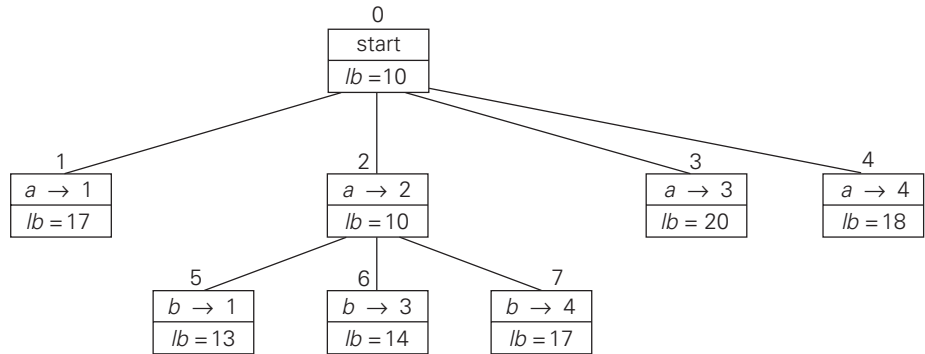 0
start
lb = 10
1 2 3 4
a → 1 a → 2 a → 3 a → 4
lb = 17 lb = 10 lb = 20 lb = 18
5 6 7
b → 1 b → 3 b → 4
lb = 13 lb = 14 lb = 17